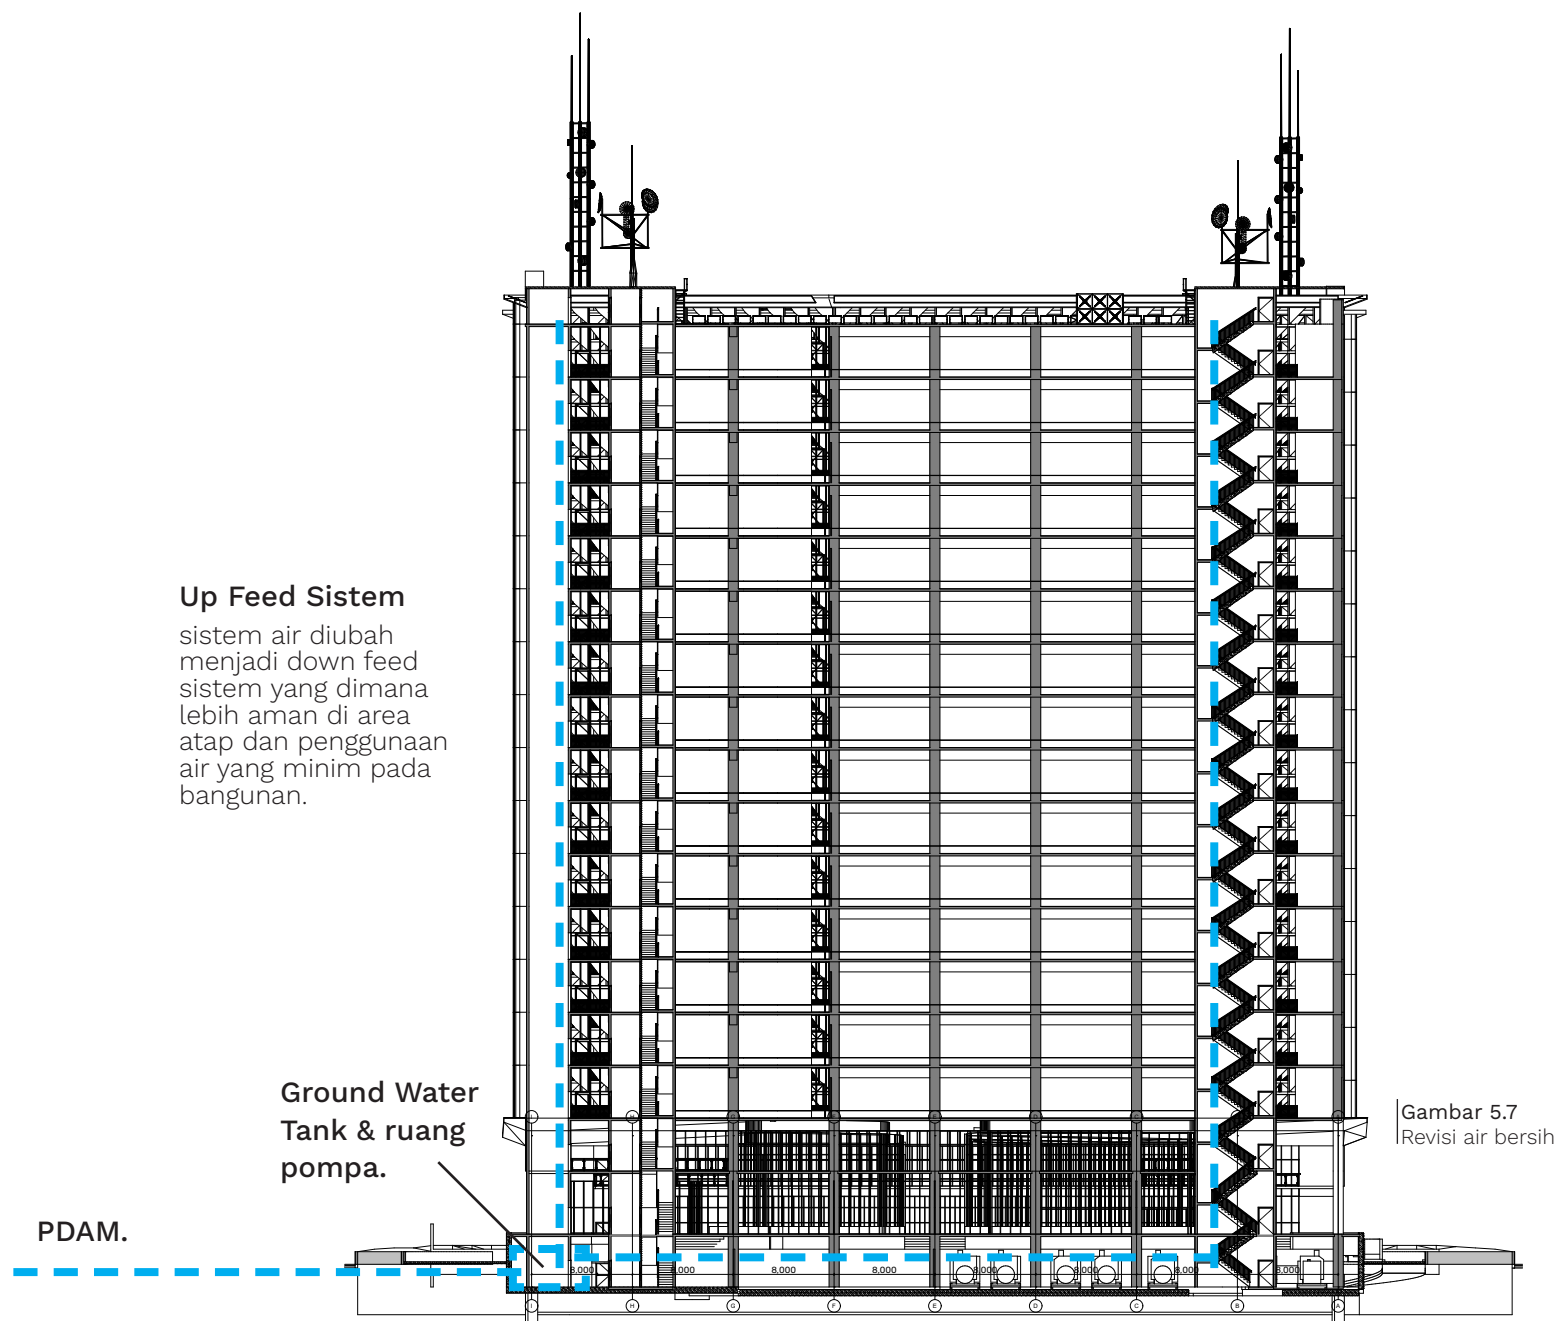 Up Feed Sistem
sistem air diubah
menjadi down feed
sistem yang dimana
lebih aman di area
atap dan penggunaan
air yang minim pada
bangunan.
Ground Water
Tank & ruang
pompa.
Gambar 5.7
Revisi air bersih
PDAM.
8,000 8,000 8,000 8,000 8,000 8,000 8,000 8,000
I H G F E D C B A